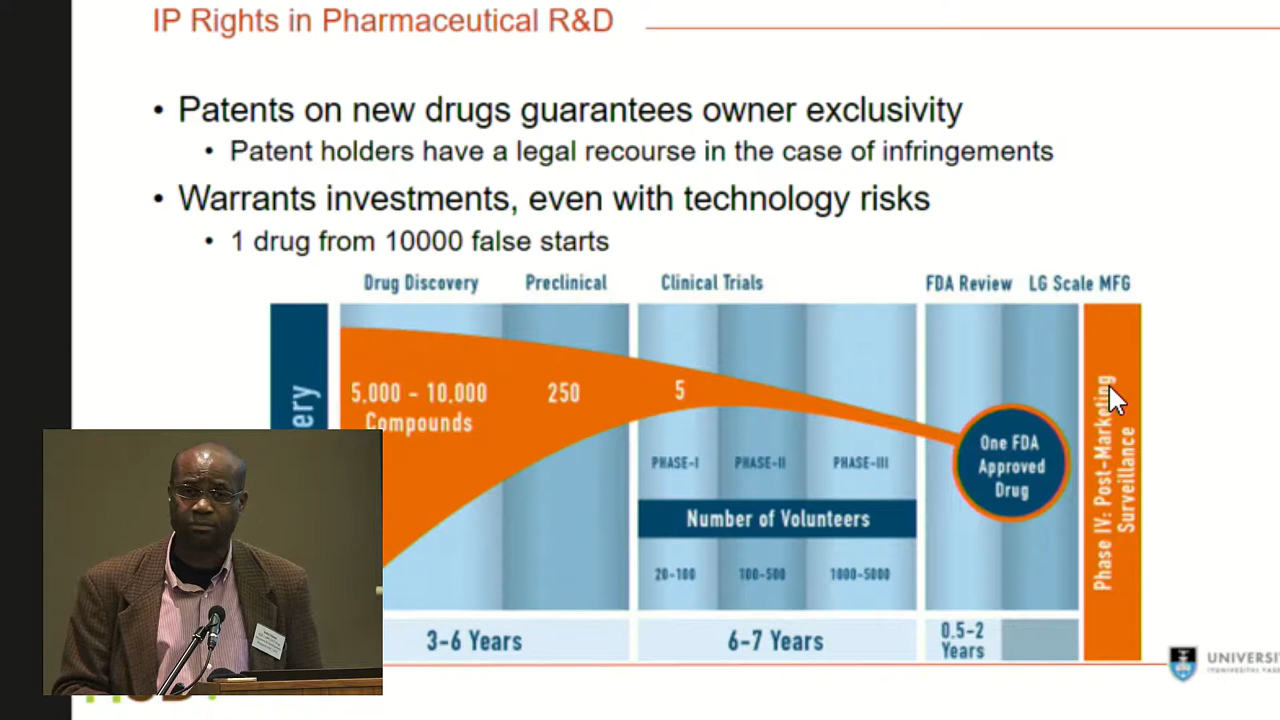 IP Rights in Pharmaceutical R&D
• Patents on new drugs guarantees owner exclusivity
• Patent holders have a legal recourse in the case of infringements
• Warrants investments, even with technology risks
• 1 drug from 10000 false starts
Drug Discovery Preclinical Clinical Trials FDA Review LG Scale MFG
ery
5,000 – 10,000 250 5
Compounds
One FDA
Approved
Drug
PHASE-I PHASE-II PHASE-III
Number of Volunteers
20-100 100-500 1000-5000
Phase IV: Post-Marketing
Surveillance
3-6 Years 6-7 Years 0.5-2
Years
UNIVERSI